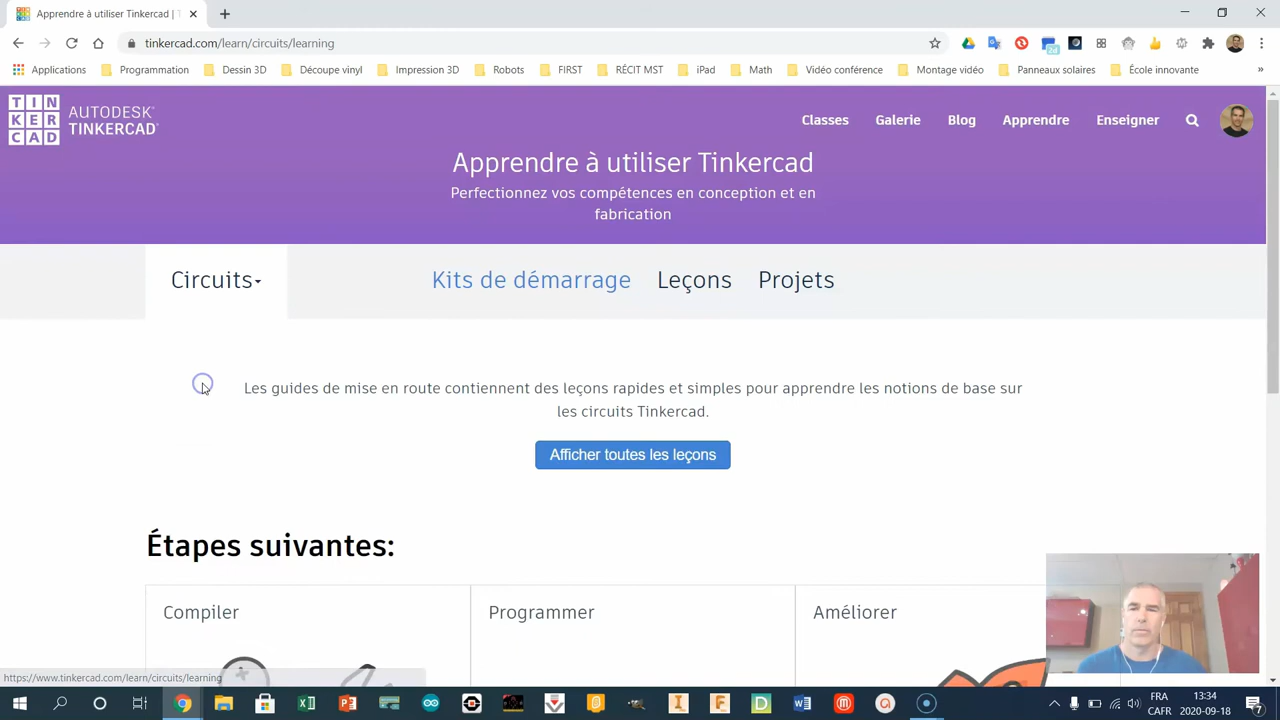 Apprendre à utiliser Tinkercad | T
tinkercad.com/learn/circuits/learning
Applications
Programmation
Dessin 3D
Découpe vinyl
Impression 3D
Robots
FIRST
RÉCIT MST
iPad
Math
Vidéo conférence
Montage vidéo
Panneaux solaires
École innovante
»
TIN
KER
CAD
AUTODESK®
TINKERCAD®
Classes
Galerie
Blog
Apprendre
Enseigner
Apprendre à utiliser Tinkercad
Perfectionnez vos compétences en conception et en
fabrication
Circuits
Kits de démarrage
Leçons
Projets
Les guides de mise en route contiennent des leçons rapides et simples pour apprendre les notions de base sur
les circuits Tinkercad.
Afficher toutes les leçons
Étapes suivantes:
Compiler
Programmer
Améliorer
https://www.tinkercad.com/learn/circuits/learning
FRA
CAFR
13:34
2020-09-18
7